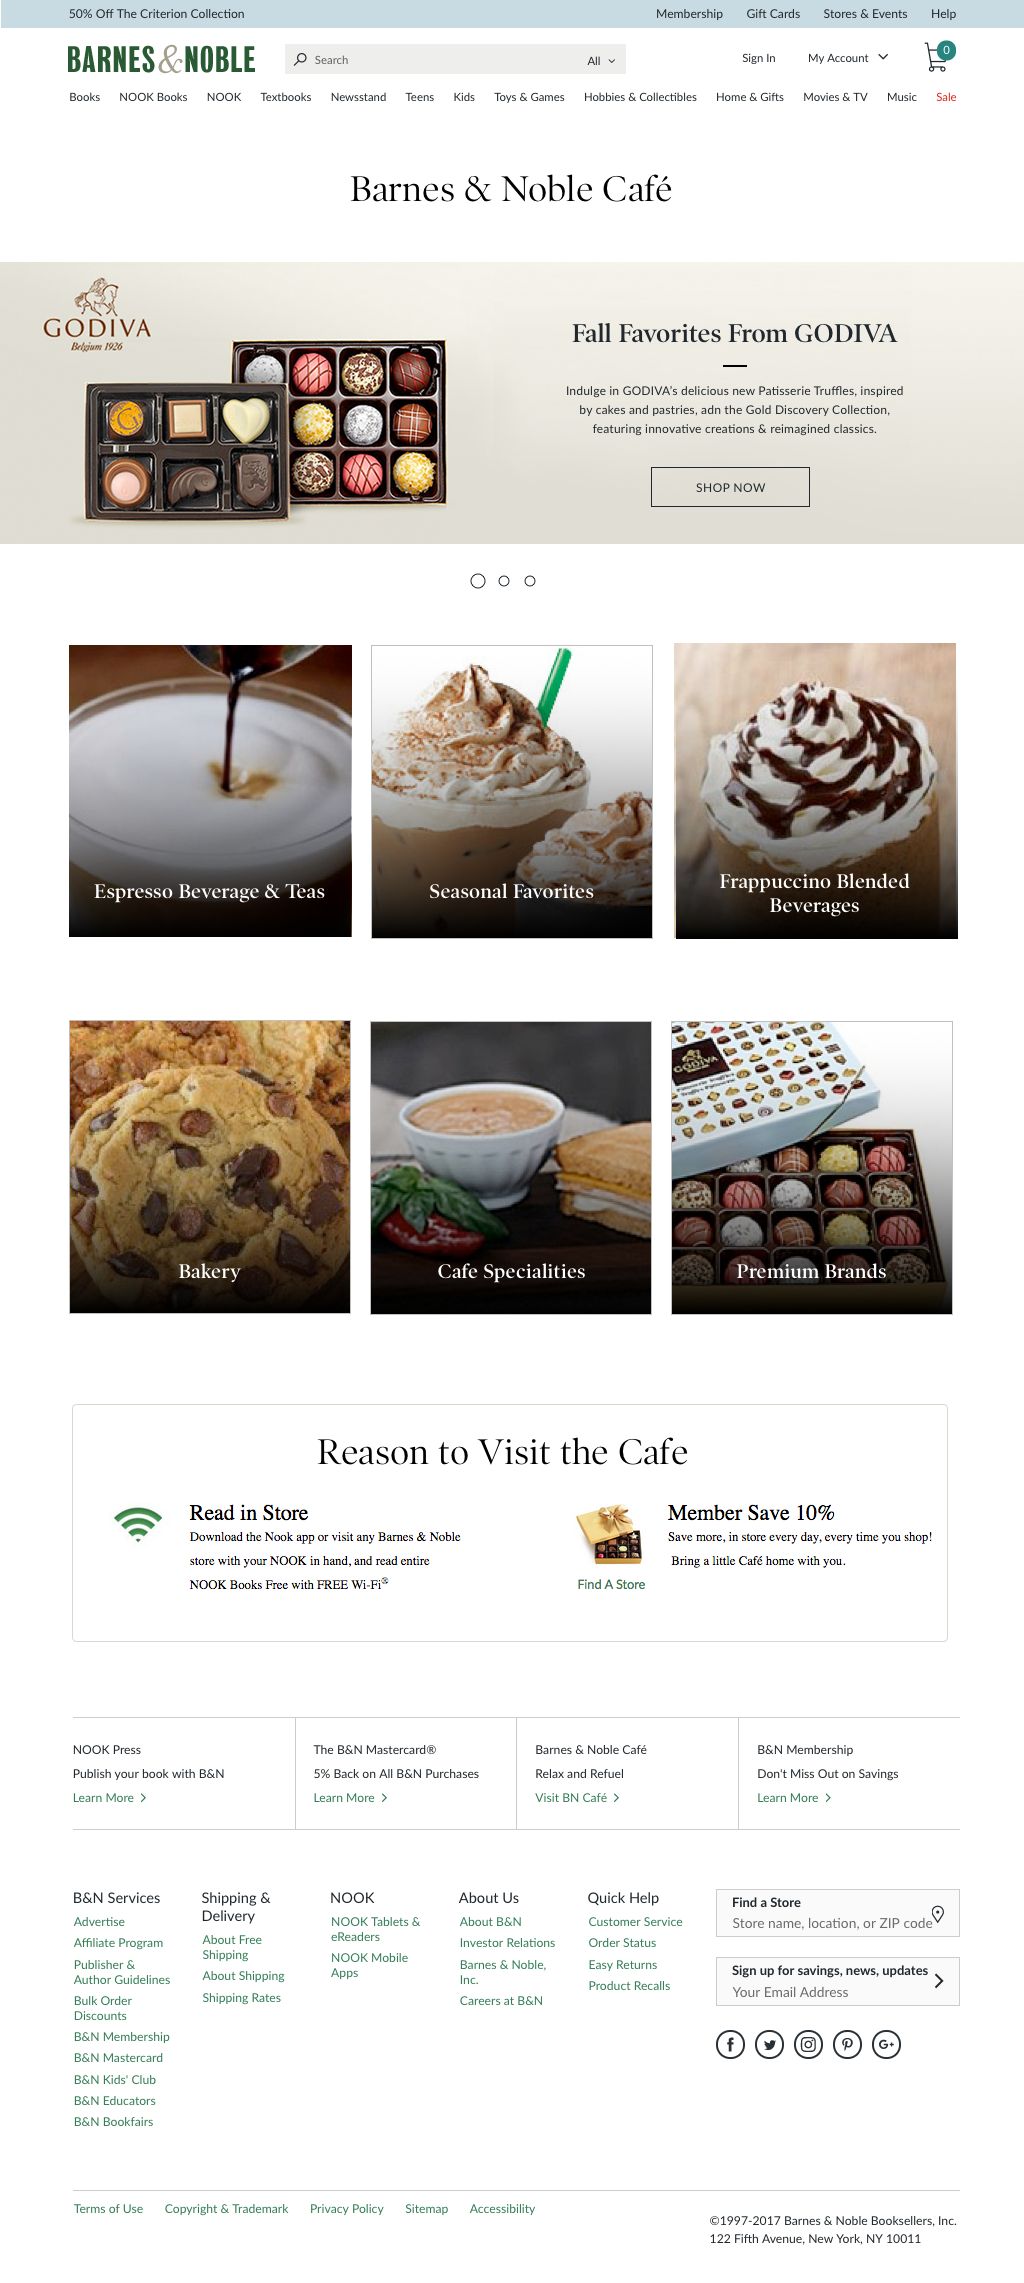 50% Off The Criterion Collection
Membership Gift Cards Stores & Events Help
BARNES&NOBLE
Search
All
Sign In
My Account
0
Books NOOK Books NOOK Textbooks Newsstand Teens Kids Toys & Games Hobbies & Collectibles Home & Gifts Movies & TV Music Sale
Barnes & Noble Café
GODIVA
Belgium 1926
Fall Favorites From GODIVA
Indulge in GODIVA's delicious new Patisserie Truffles, inspired
by cakes and pastries, adn the Gold Discovery Collection,
featuring innovative creations & reimagined classics.
SHOP NOW
Espresso Beverage & Teas
Seasonal Favorites
Frappuccino Blended
Beverages
Bakery
Cafe Specialities
GODIVA
Premium Brands
Reason to Visit the Cafe
Read in Store
Download the Nook app or visit any Barnes & Noble
store with your NOOK in hand, and read entire
NOOK Books Free with FREE Wi-Fi®
Find A Store
Member Save 10%
Save more, in store every day, every time you shop!
Bring a little Café home with you.
NOOK Press
Publish your book with B&N
Learn More
The B&N Mastercard®
5% Back on All B&N Purchases
Learn More
Barnes & Noble Café
Relax and Refuel
Visit BN Café
B&N Membership
Don't Miss Out on Savings
Learn More
B&N Services
Advertise
Affiliate Program
Publisher &
Author Guidelines
Bulk Order
Discounts
B&N Membership
B&N Mastercard
B&N Kids' Club
B&N Educators
B&N Bookfairs
Shipping &
Delivery
About Free
Shipping
About Shipping
Shipping Rates
NOOK
NOOK Tablets &
eReaders
NOOK Mobile
Apps
About Us
About B&N
Investor Relations
Barnes & Noble,
Inc.
Careers at B&N
Quick Help
Customer Service
Order Status
Easy Returns
Product Recalls
Find a Store
Store name, location, or ZIP code
Sign up for savings, news, updates
Your Email Address
Terms of Use Copyright & Trademark Privacy Policy Sitemap Accessibility
©1997-2017 Barnes & Noble Booksellers, Inc.
122 Fifth Avenue, New York, NY 10011